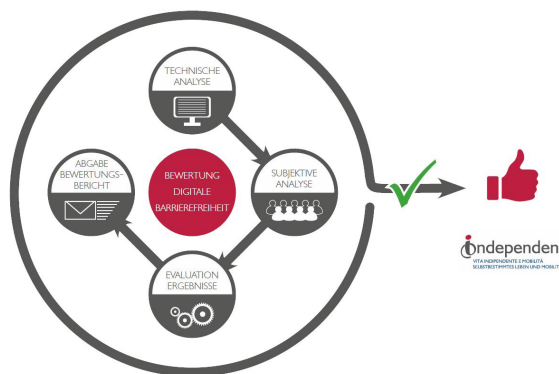 TECHNISCHE
ANALYSE
ABGABE
BEWERTUNGS-
BERICHT
BEWERTUNG
DIGITALE
BARRIEREFREIHEIT
SUBJEKTIVE
ANALYSE
EVALUATION
ERGEBNISSE
independen
VITA INDIPENDENTE E MOBILITÀ
SELBSTBESTIMMTES LEBEN UND MOBILIT